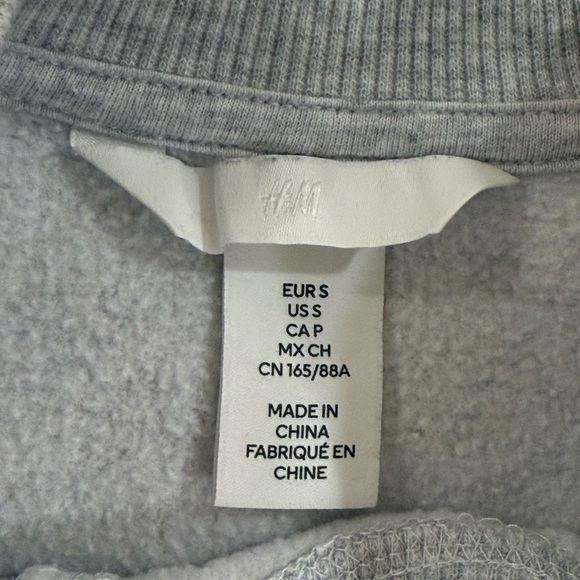 H&M
EUR S
US S
CA P
MX CH
CN 165/88A
MADE IN
CHINA
FABRIQUÉ EN
CHINE